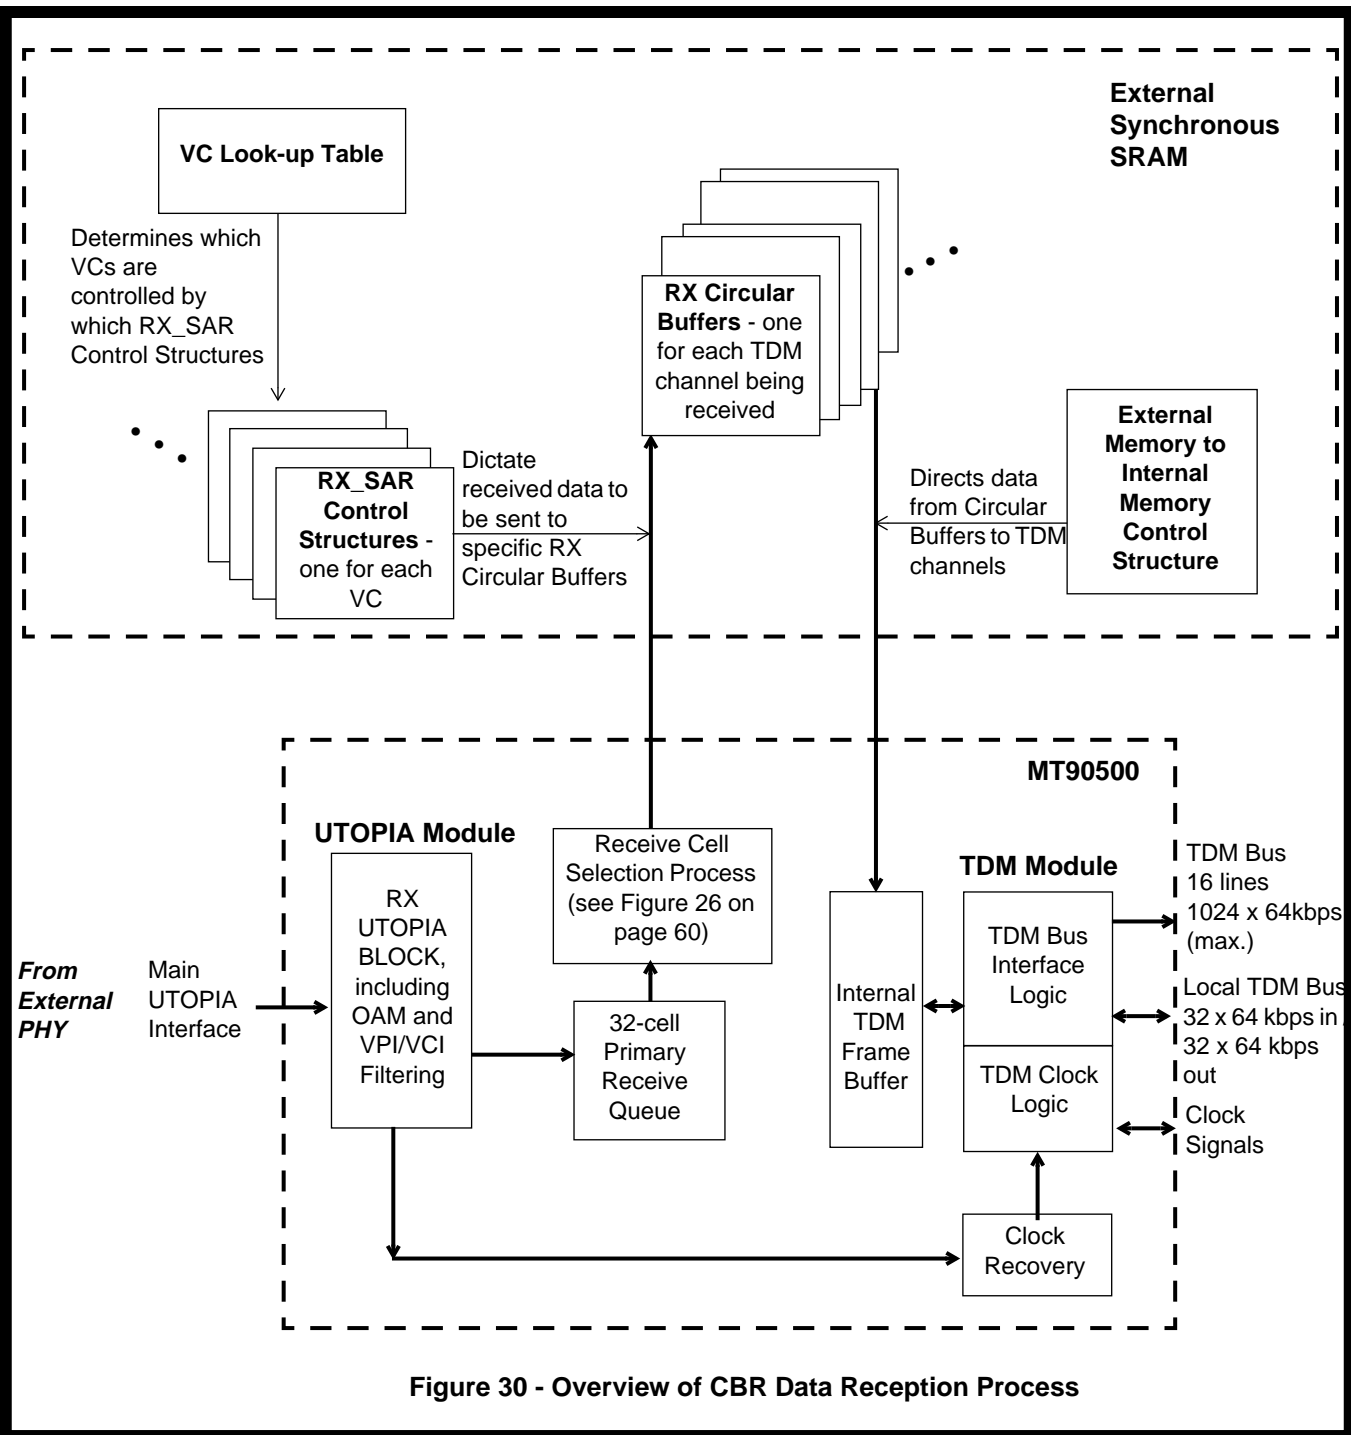 External
Synchronous
SRAM
VC Look-up Table
Determines which
VCs are
controlled by
which RX_SAR
Control Structures
RX Circular
Buffers - one
for each TDM
channel being
received
RX_SAR
Control
Structures -
one for each
VC
Dictate
received data to
be sent to
specific RX
Circular Buffers
Directs data
from Circular
Buffers to TDM
channels
External
Memory to
Internal
Memory
Control
Structure
MT90500
UTOPIA Module
Receive Cell
Selection Process
(see Figure 26 on
page 60)
TDM Module
TDM Bus
16 lines
1024 x 64kbps
(max.)
RX
UTOPIA
BLOCK,
including
OAM and
VPI/VCI
Filtering
TDM Bus
Interface
Logic
From
External
PHY
Main
UTOPIA
Interface
32-cell
Primary
Receive
Queue
Internal
TDM
Frame
Buffer
Local TDM Bus
32 x 64 kbps in
32 x 64 kbps
out
TDM Clock
Logic
Clock
Signals
Clock
Recovery
Figure 30 - Overview of CBR Data Reception Process